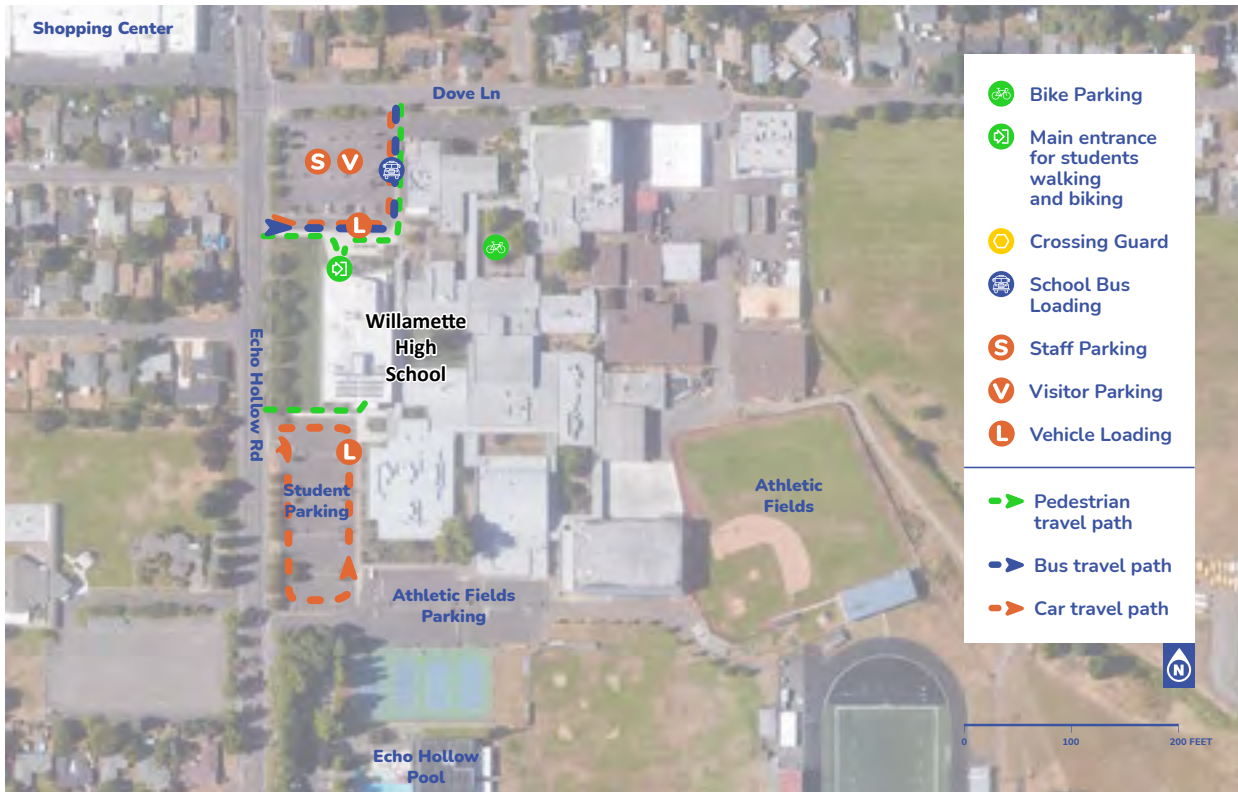 Shopping Center
Dove Ln
S
V
L
Willamette
High
School
Echo Hollow Rd
L
Student
Parking
Athletic
Fields
Athletic Fields
Parking
Echo Hollow
Pool
Bike Parking
Main entrance
for students
walking
and biking
Crossing Guard
School Bus
Loading
S Staff Parking
V Visitor Parking
L Vehicle Loading
Pedestrian
travel path
Bus travel path
Car travel path
N
0 100 200 FEET